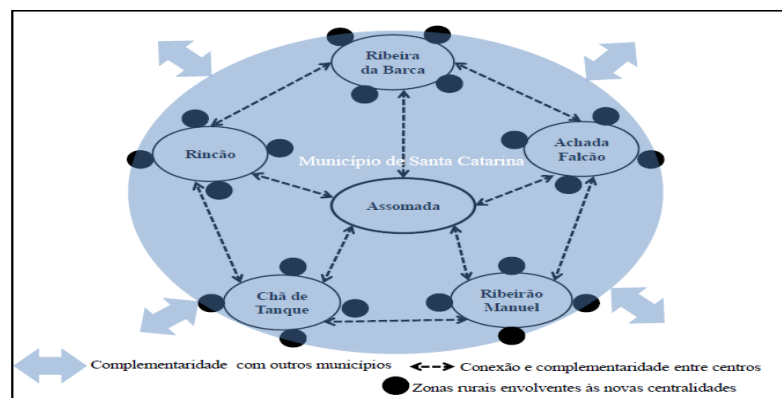 Ribeira
da Barca
Rincão
Achada
Falcão
Município de Santa Catarina
Assomada
Chã de
Tanque
Ribeirão
Manuel
Complementaridade com outros municípios
Conexão e complementaridade entre centros
Zonas rurais envolventes às novas centralidades